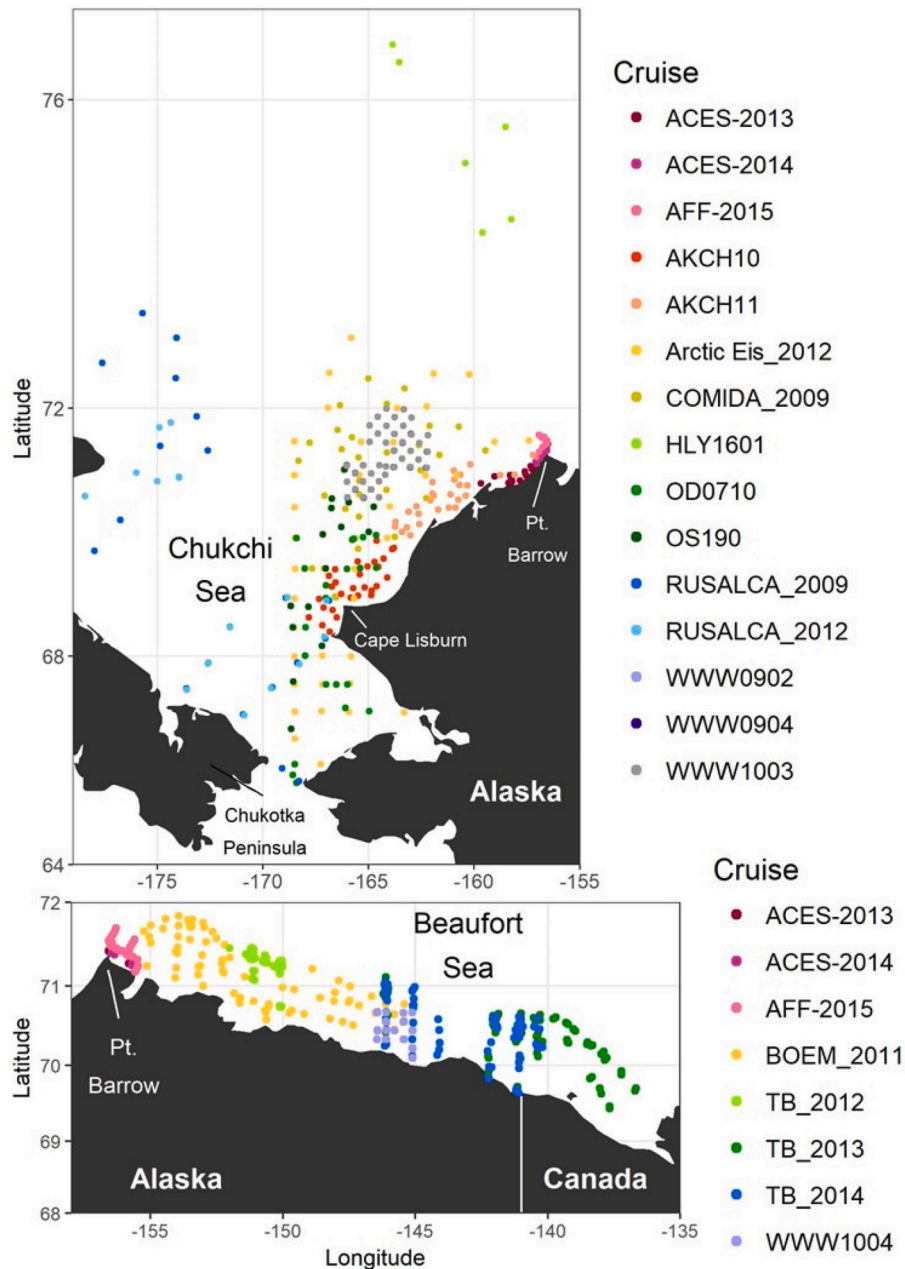 Cruise
ACES-2013
ACES-2014
AFF-2015
AKCH10
AKCH11
Arctic Eis_2012
COMIDA_2009
HLY1601
OD0710
OS190
RUSALCA_2009
RUSALCA_2012
WWW0902
WWW0904
WWW1003
Latitude
76
72
68
64
Chukchi
Sea
Pt.
Barrow
Cape Lisburn
Alaska
Chukotka
Peninsula
-175
-170
-165
-160
-155
Cruise
ACES-2013
ACES-2014
AFF-2015
BOEM_2011
TB_2012
TB_2013
TB_2014
WWW1004
Latitude
72
71
70
69
68
Beaufort
Sea
Pt.
Barrow
Alaska
Canada
-155
-150
-145
-140
-135
Longitude